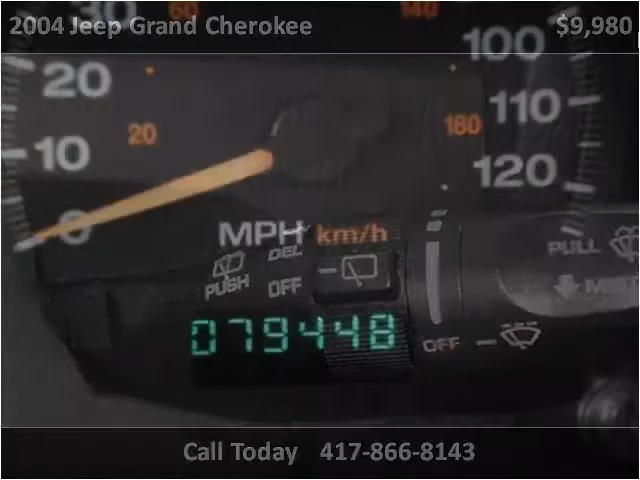 2004 Jeep Grand Cherokee $9,980
30 60 140
20 100
20 180 110
10 120
0
MPH km/h
PULL
DEL
PUSH OFF
079448
OFF
Call Today 417-866-8143